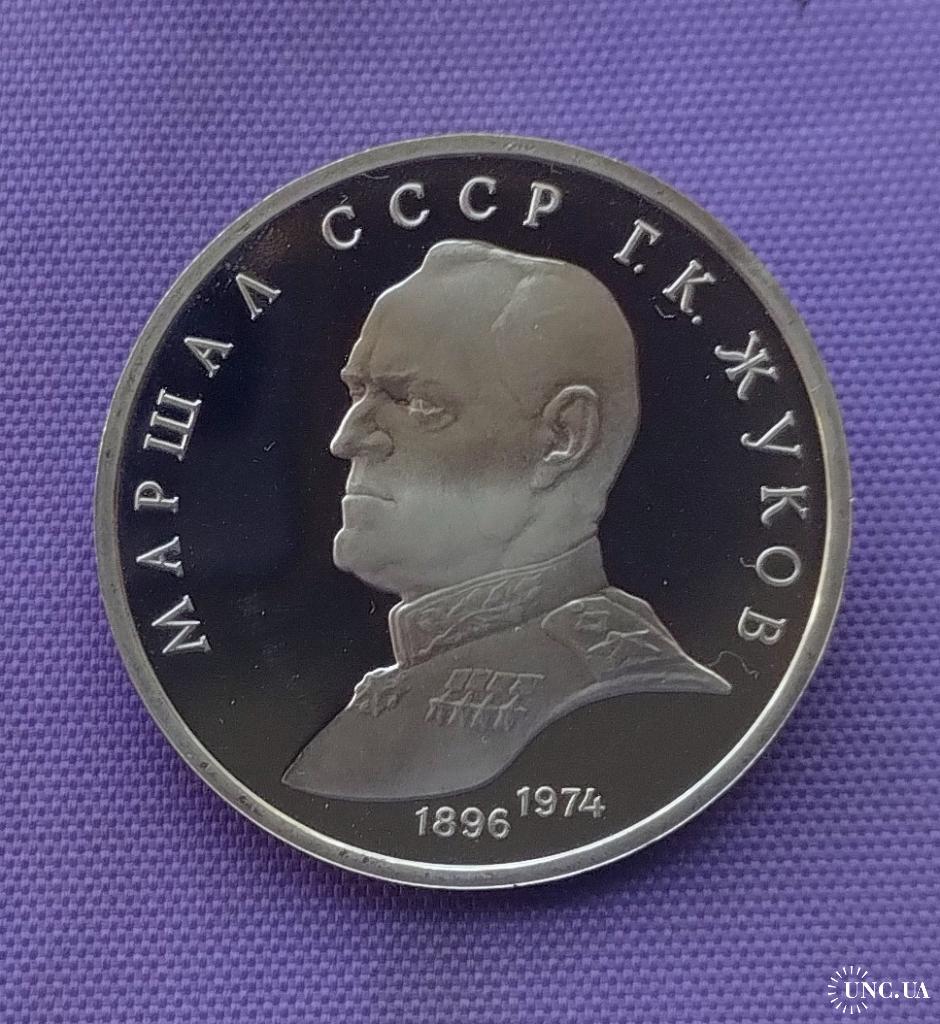 МАРШАЛ СССР Г. К. ЖУКОВ
1896 1974
UNC.UA